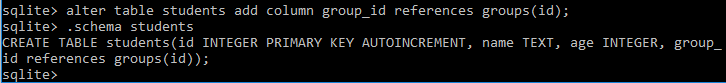 sqlite> alter table students add column group_id references groups(id);
sqlite> .schema students
CREATE TABLE students(id INTEGER PRIMARY KEY AUTOINCREMENT, name TEXT, age INTEGER, group_
id references groups(id));
sqlite>